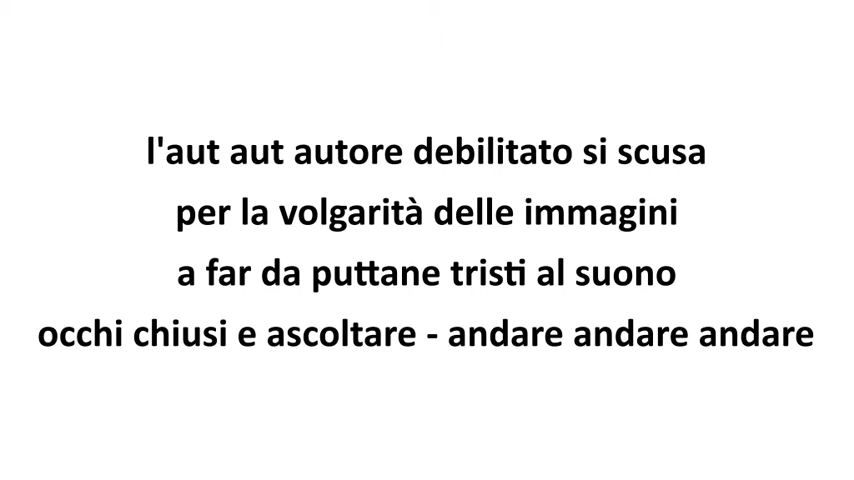 l'aut aut autore debilitato si scusa
per la volgarità delle immagini
a far da puttane tristi al suono
occhi chiusi e ascoltare - andare andare andare